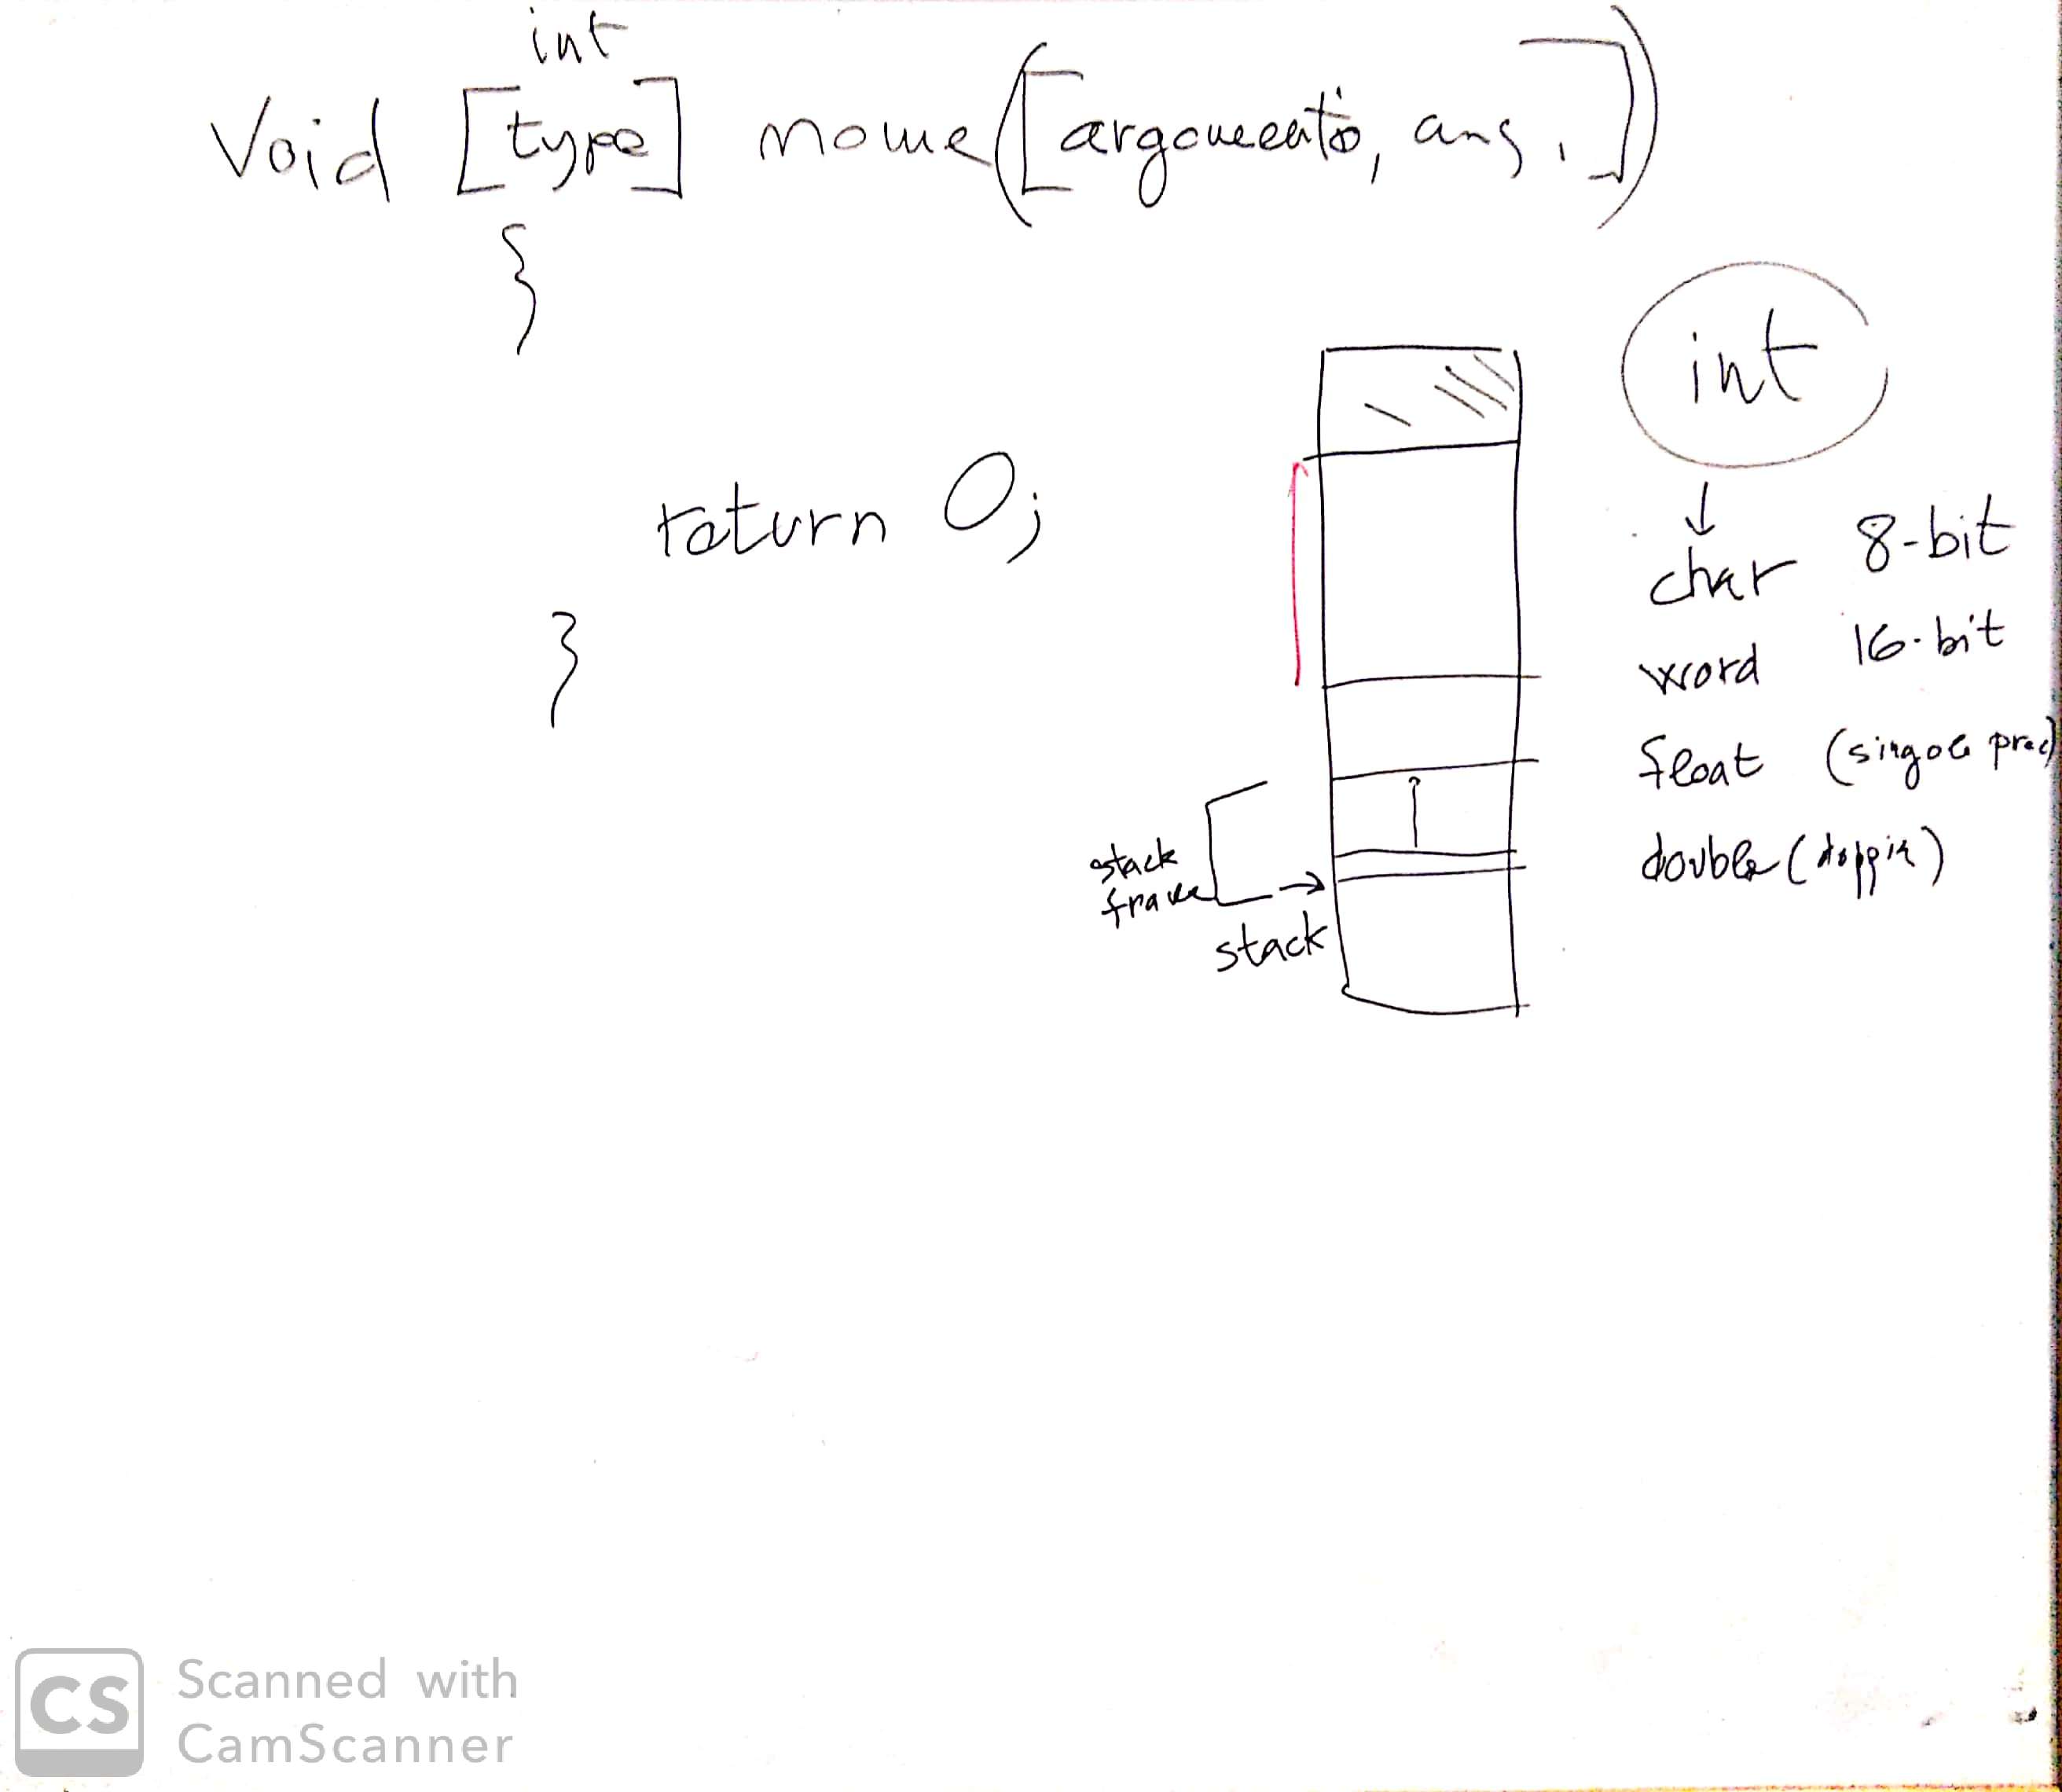 int
Void [type] nome ([argomento, arg.])
{
return 0;
}
int
char 8-bit
word 16-bit
float (singola prec)
double (doppia)
stack
frame
stack
CS Scanned with
CamScanner